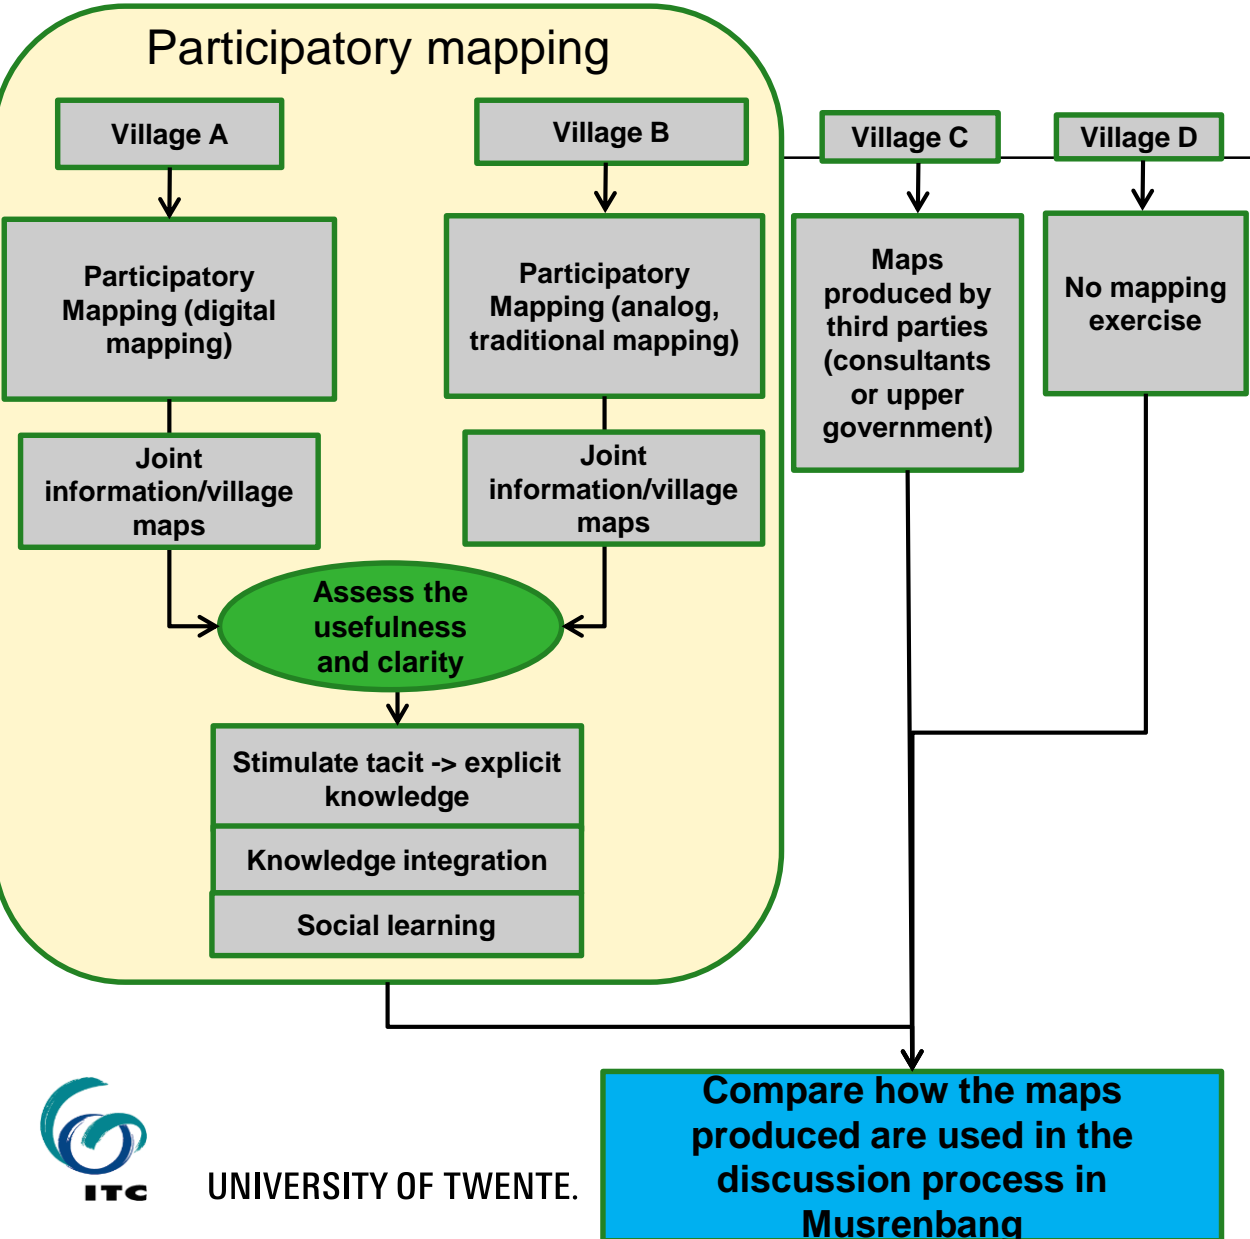 Participatory mapping
Village A
Village B
Village C
Village D
Participatory
Mapping (digital
mapping)
Participatory
Mapping (analog,
traditional mapping)
Maps
produced by
third parties
(consultants
or upper
government)
No mapping
exercise
Joint
information/village
maps
Joint
information/village
maps
Assess the
usefulness
and clarity
Stimulate tacit -> explicit
knowledge
Knowledge integration
Social learning
Compare how the maps
produced are used in the
discussion process in
Musrenbang
ITC
UNIVERSITY OF TWENTE.